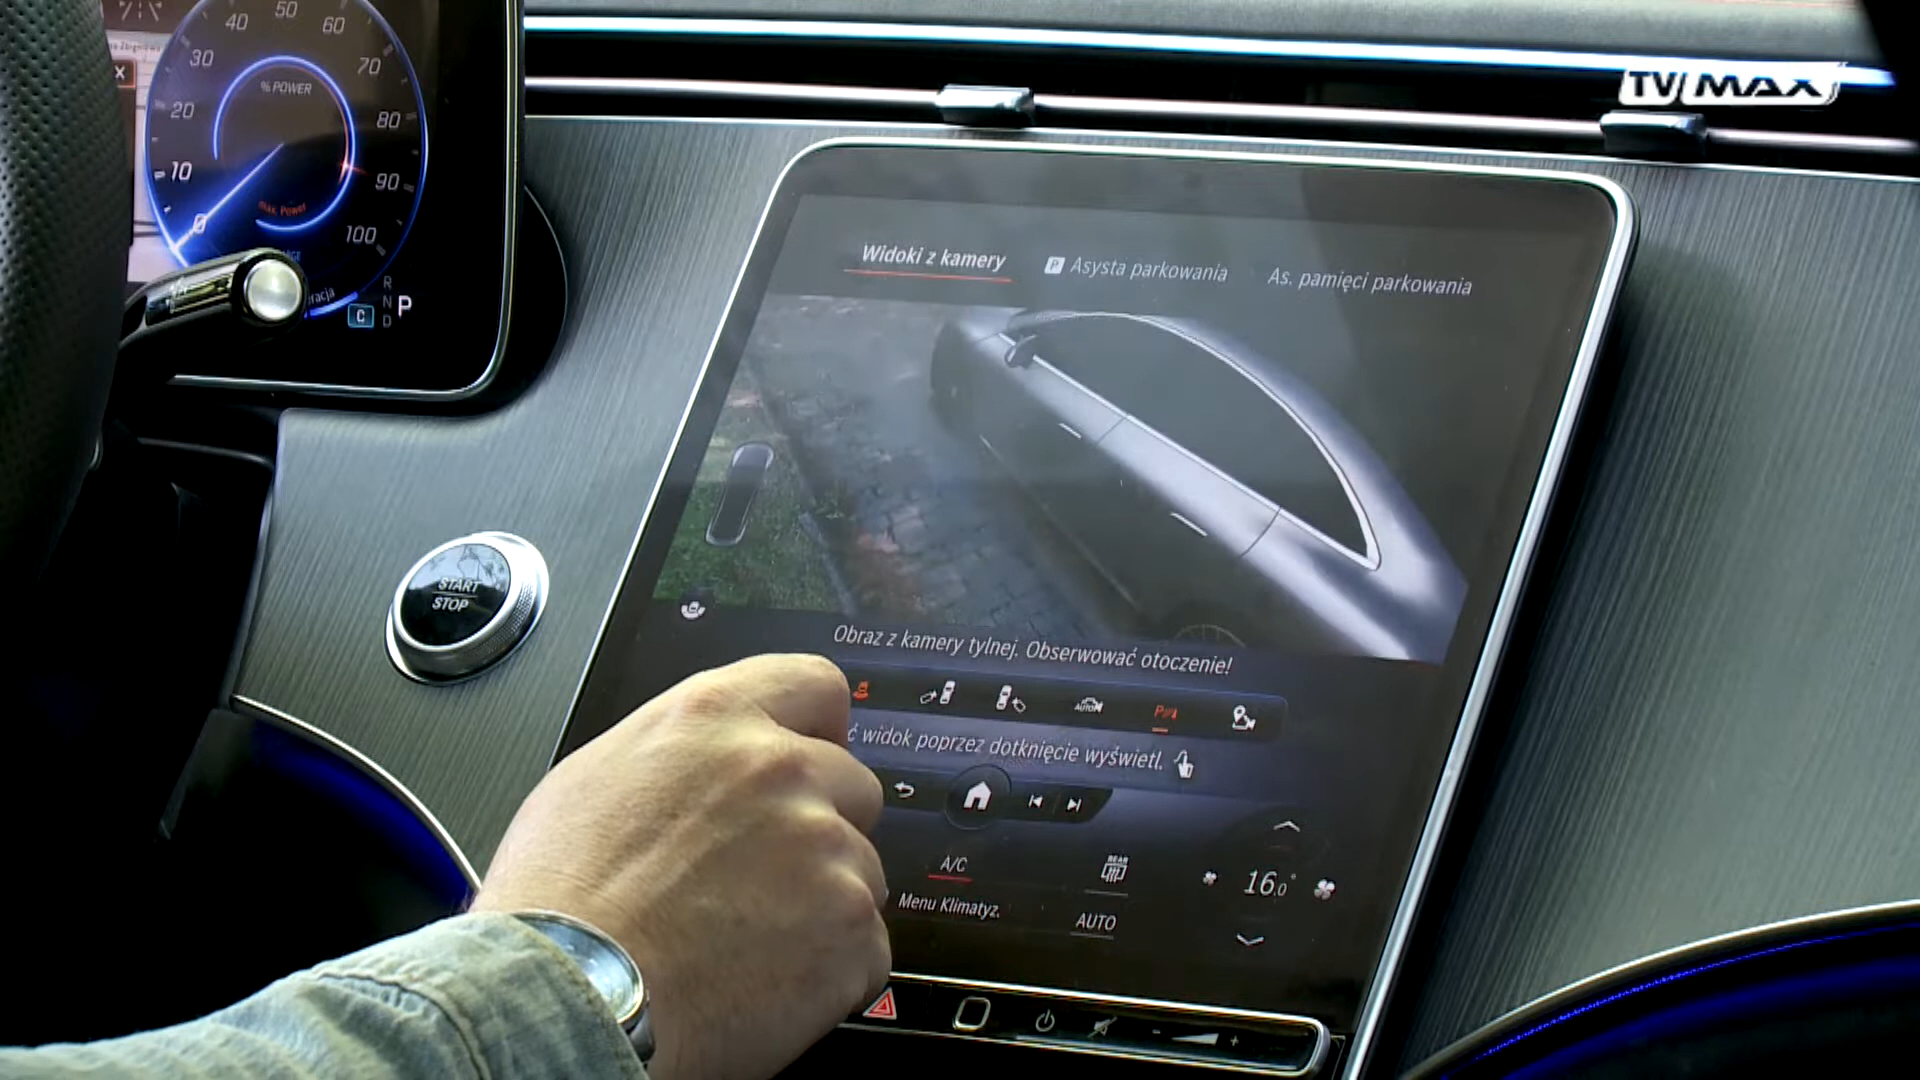 TV MAX
40 50 60
30 70
% POWER
20 80
10 90
max. Power
0 100
R
N P
C D
X
START
STOP
Widoki z kamery
P Asysta parkowania
As. pamięci parkowania
Obraz z kamery tylnej. Obserwować otoczenie!
AUTO
ć widok poprzez dotknięcie wyświetl.
A/C
REAR
16.0°
Menu Klimatyz.
AUTO
- +